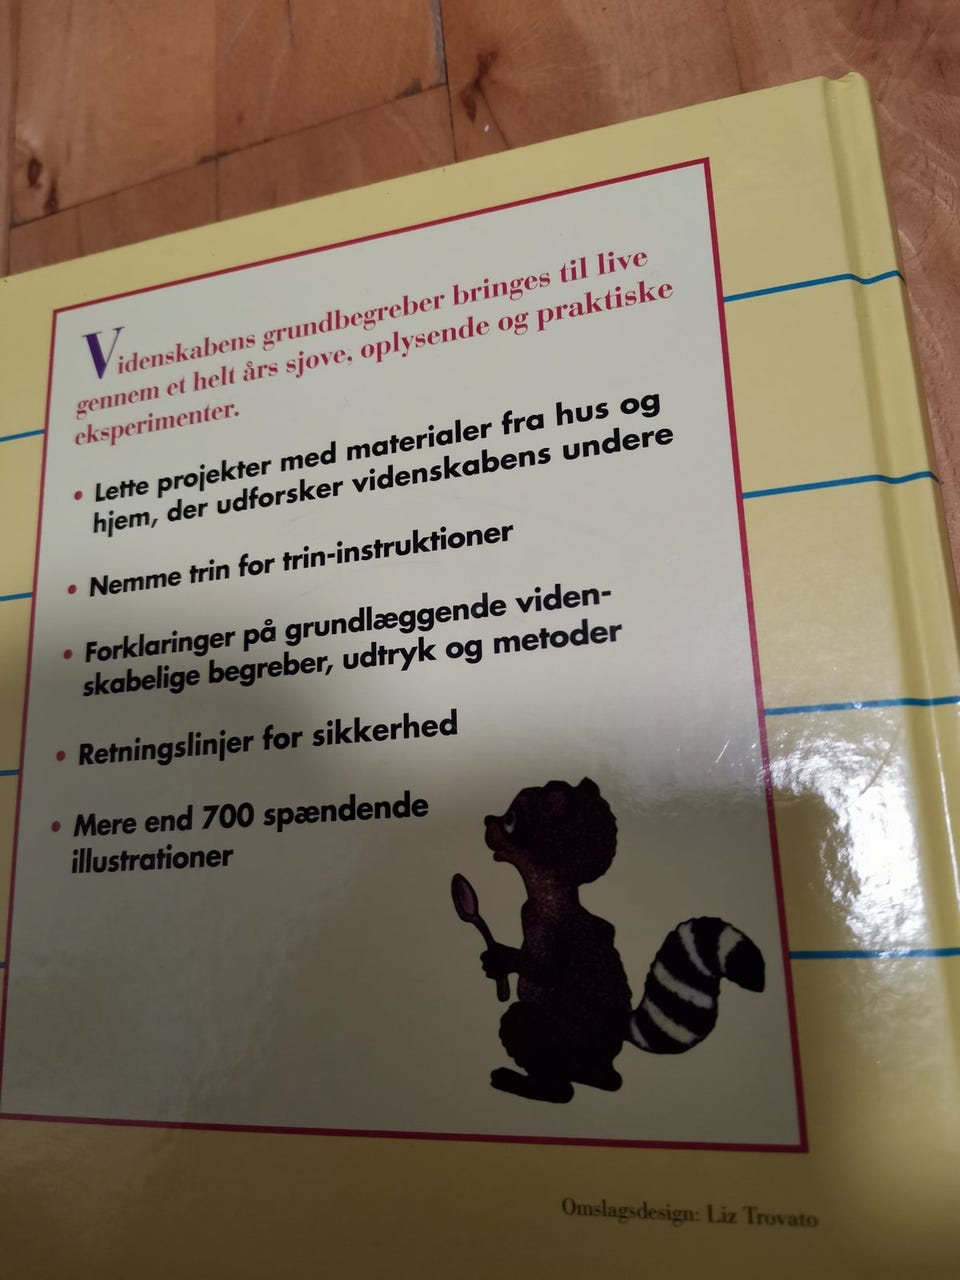 Videnskabens grundbegreber bringes til live
gennem et helt års sjove, oplysende og praktiske
eksperimenter.
• Lette projekter med materialer fra hus og
hjem, der udforsker videnskabens undere
• Nemme trin for trin-instruktioner
• Forklaringer på grundlæggende viden-
skabelige begreber, udtryk og metoder
• Retningslinjer for sikkerhed
• Mere end 700 spændende
illustrationer
Omslagsdesign: Liz Trovato